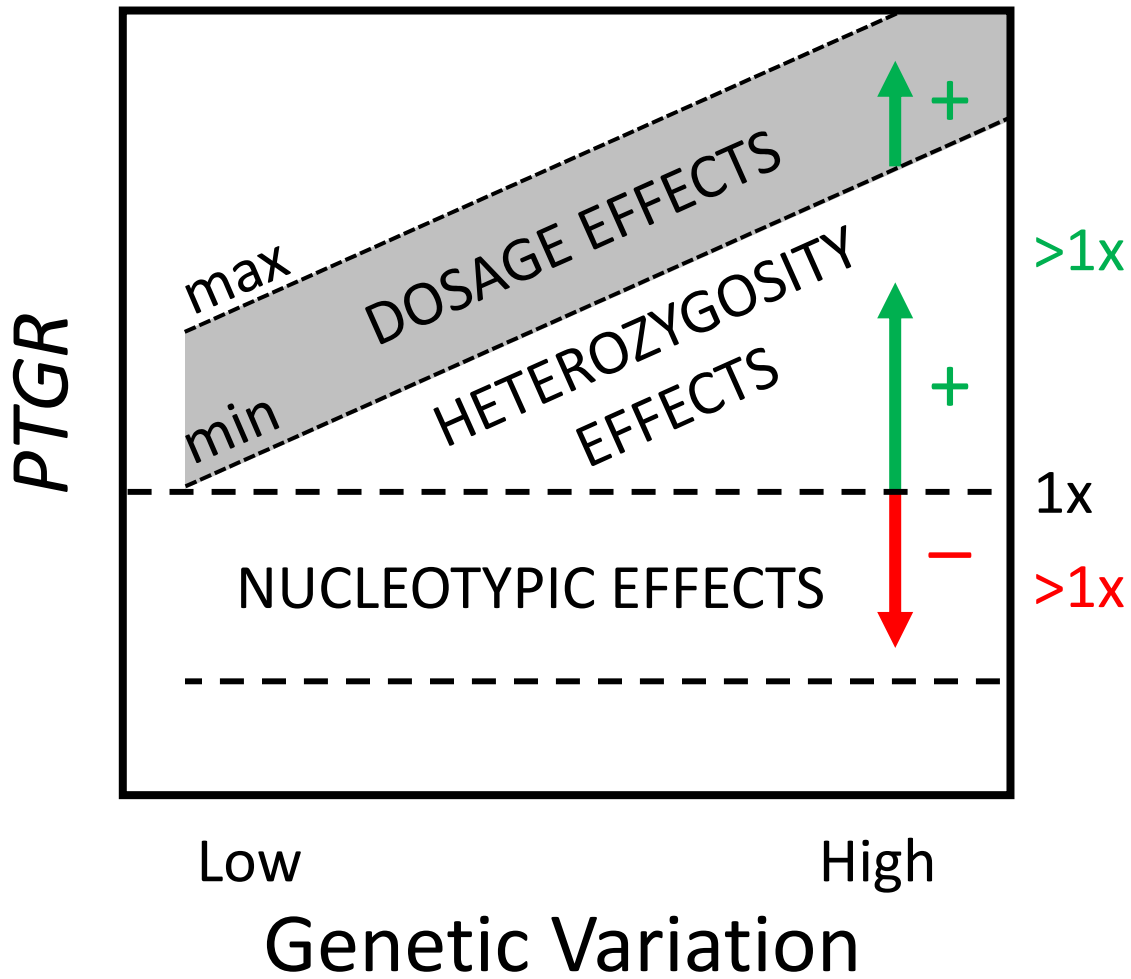 max
min
DOSAGE EFFECTS
HETEROZYGOSITY
EFFECTS
NUCLEOTYPIC EFFECTS
+
+
−
>1x
1x
>1x
PTGR
Low
High
Genetic Variation